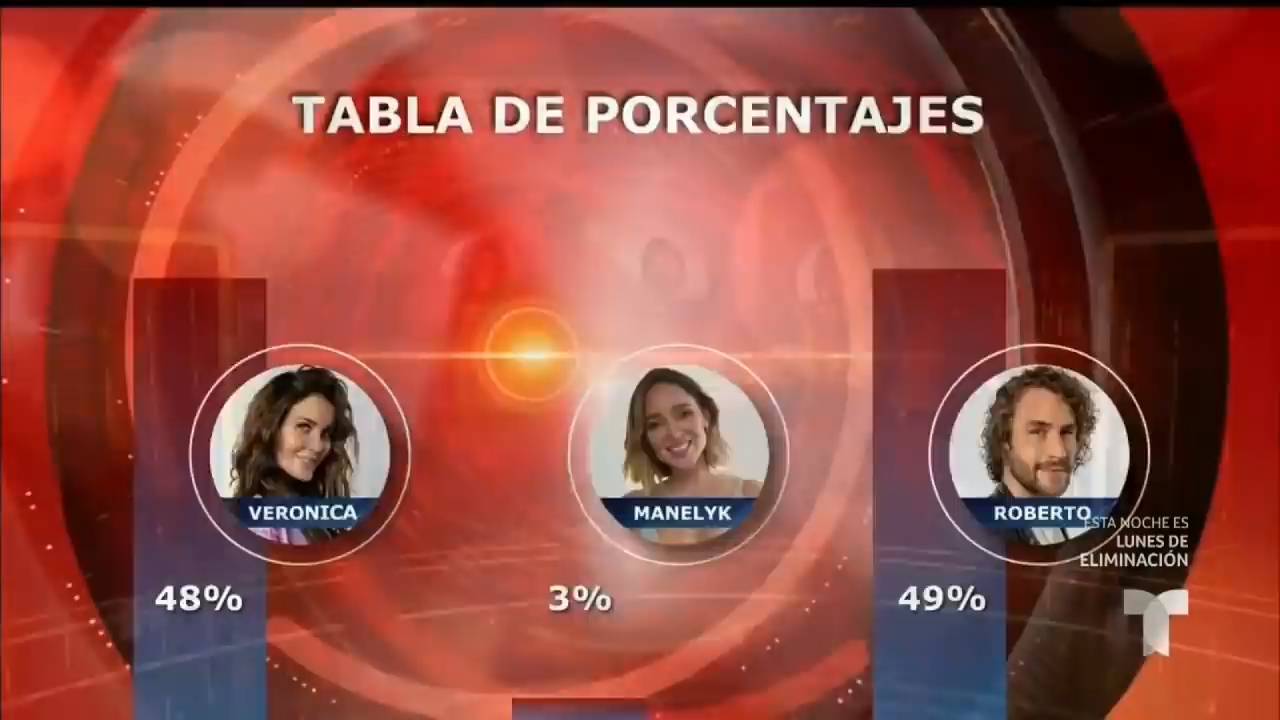 TABLA DE PORCENTAJES
VERONICA
MANELYK
ROBERTO
ESTA NOCHE ES
LUNES DE
ELIMINACIÓN
48%
3%
49%